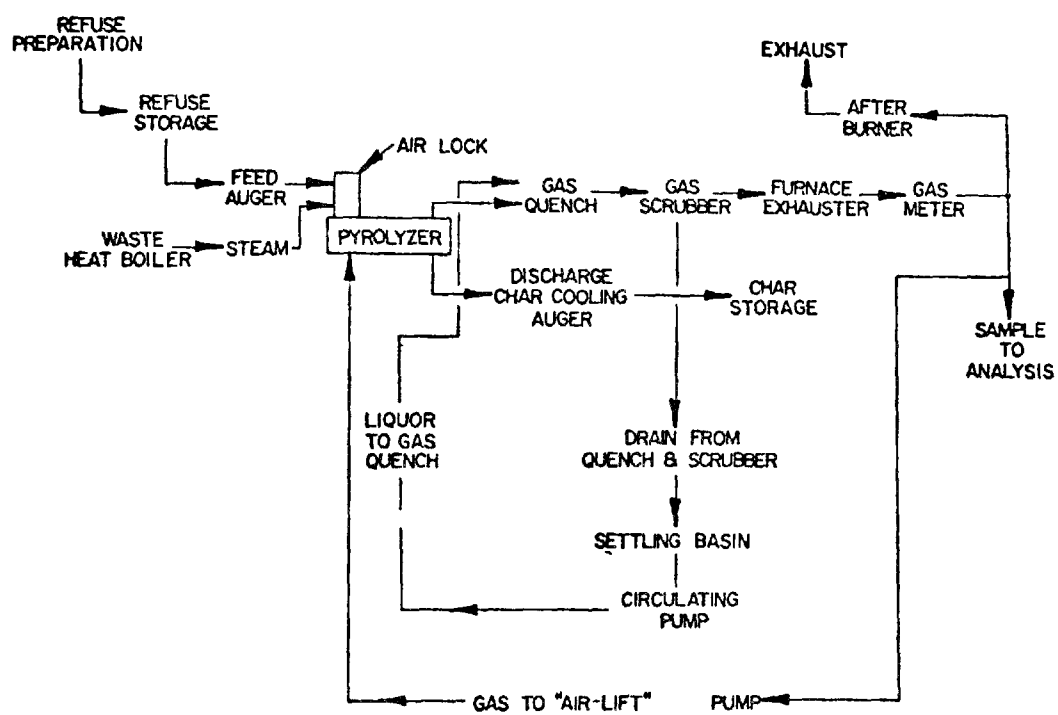 REFUSE
PREPARATION
REFUSE
STORAGE
FEED
AUGER
AIR LOCK
WASTE
HEAT BOILER
STEAM
PYROLYZER
GAS
QUENCH
GAS
SCRUBBER
FURNACE
EXHAUSTER
GAS
METER
EXHAUST
AFTER
BURNER
DISCHARGE
CHAR COOLING
AUGER
CHAR
STORAGE
SAMPLE
TO
ANALYSIS
LIQUOR
TO GAS
QUENCH
DRAIN FROM
QUENCH & SCRUBBER
SETTLING BASIN
CIRCULATING
PUMP
GAS TO "AIR-LIFT"
PUMP